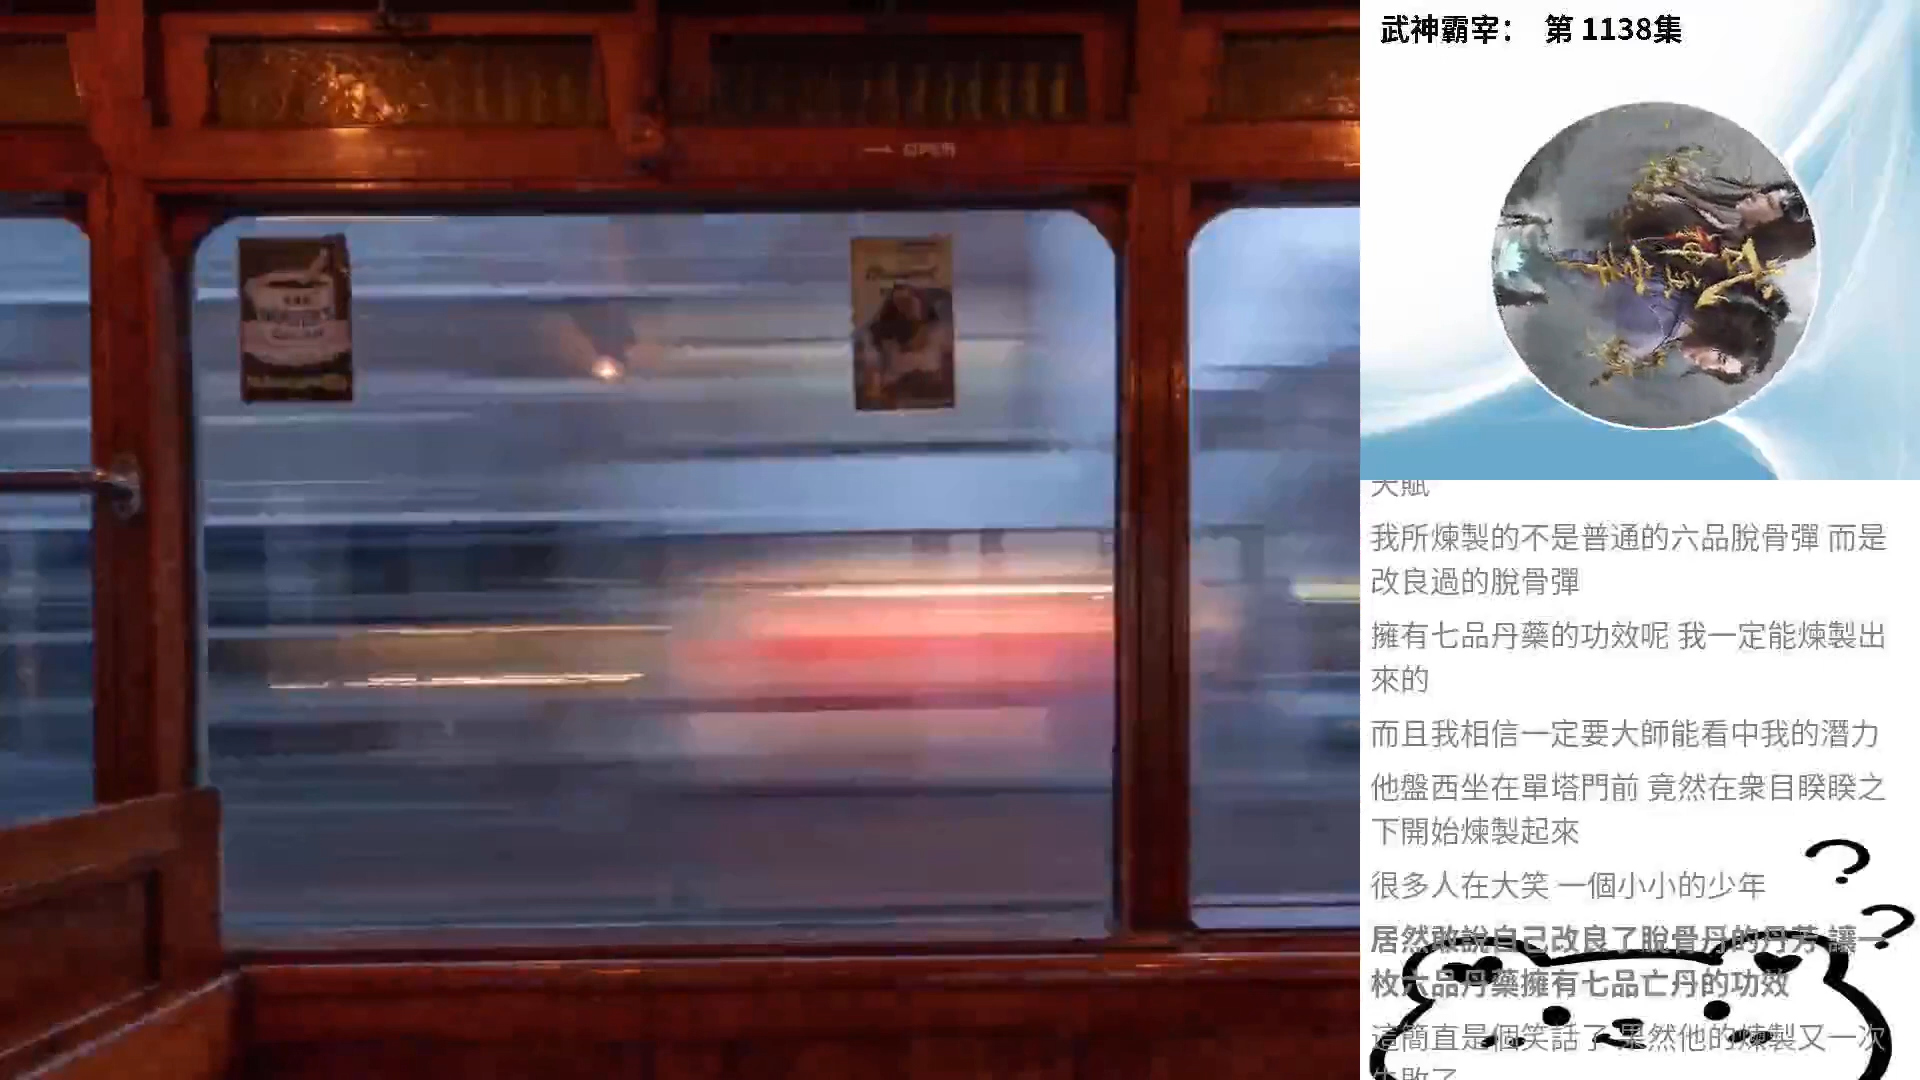 武神霸宰： 第 1138集
天賦
我所煉製的不是普通的六品脫骨彈 而是
改良過的脫骨彈
擁有七品丹藥的功效呢 我一定能煉製出
來的
而且我相信一定要大師能看中我的潛力
他盤西坐在單塔門前 竟然在衆目睽睽之
下開始煉製起來
很多人在大笑 一個小小的少年
居然敢說自己改良了脫骨丹的丹芳 讓一
枚六品丹藥擁有七品亡丹的功效
這簡直是個笑話了 果然他的煉製又一次
失敗了